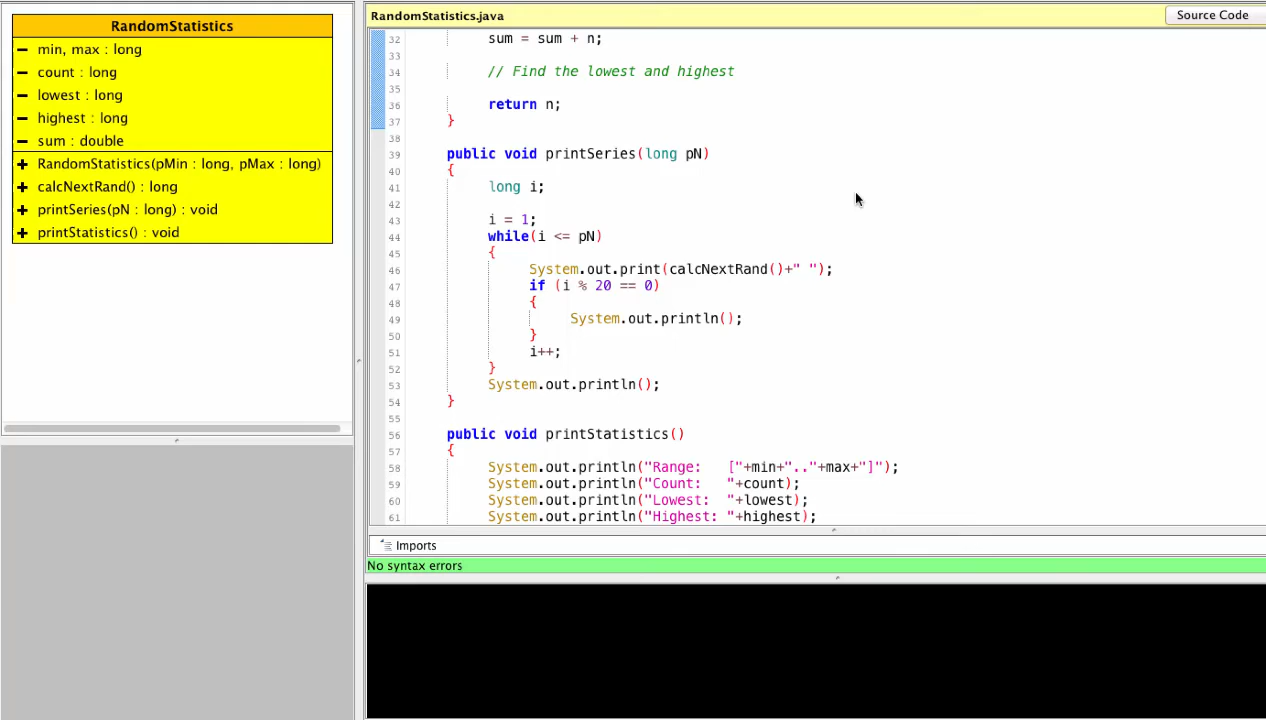 RandomStatistics
− min, max : long
− count : long
− lowest : long
− highest : long
− sum : double
+ RandomStatistics(pMin : long, pMax : long)
+ calcNextRand() : long
+ printSeries(pN : long) : void
+ printStatistics() : void
RandomStatistics.java
Source Code
32 sum = sum + n;
33
34 // Find the lowest and highest
35
36 return n;
37 }
38
39 public void printSeries(long pN)
40 {
41 long i;
42
43 i = 1;
44 while(i <= pN)
45 {
46 System.out.print(calcNextRand()+" ");
47 if (i % 20 == 0)
48 {
49 System.out.println();
50 }
51 i++;
52 }
53 System.out.println();
54 }
55
56 public void printStatistics()
57 {
58 System.out.println("Range:   ["+min+".."+max+"]");
59 System.out.println("Count:   "+count);
60 System.out.println("Lowest:  "+lowest);
61 System.out.println("Highest: "+highest);
Imports
No syntax errors